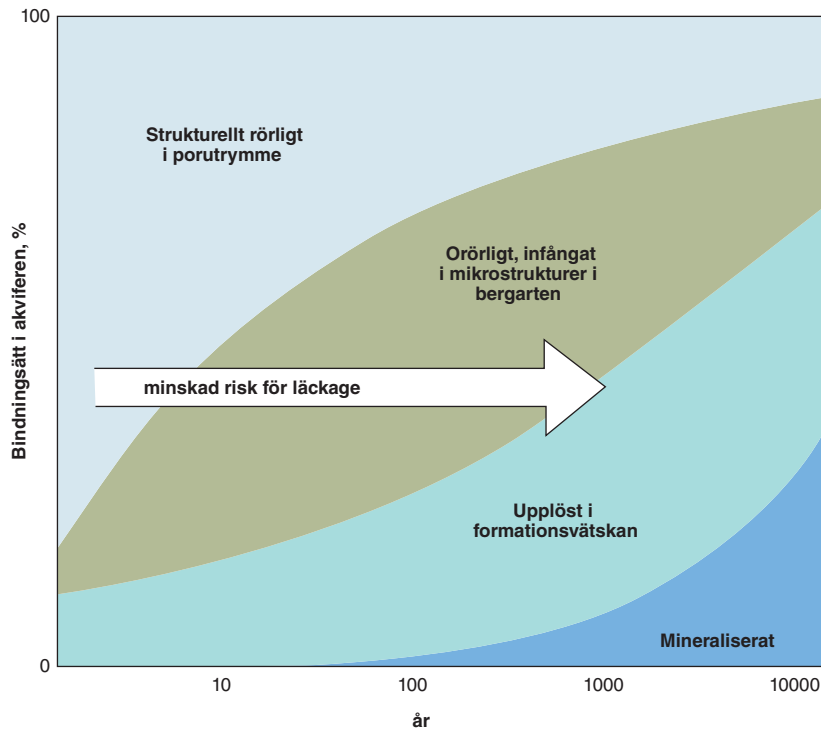 100
Strukturellt rörligt
i porutrymme
Orörligt, infångat
i mikrostrukturer i
bergarten
Bindningsätt i akviferen, %
minskad risk för läckage
Upplöst i
formationsvätskan
Mineraliserat
0
10
100
1000
10000
år